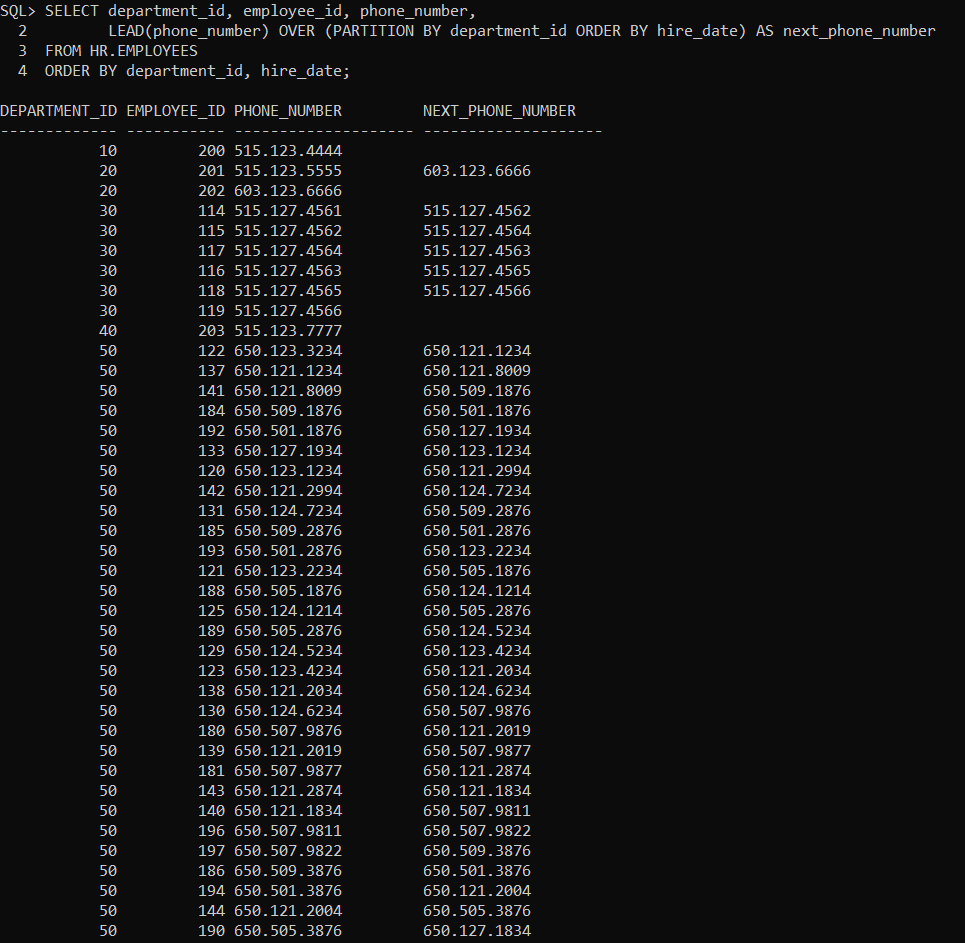 SQL> SELECT department_id, employee_id, phone_number,
  2         LEAD(phone_number) OVER (PARTITION BY department_id ORDER BY hire_date) AS next_phone_number
  3  FROM HR.EMPLOYEES
  4  ORDER BY department_id, hire_date;

DEPARTMENT_ID EMPLOYEE_ID PHONE_NUMBER         NEXT_PHONE_NUMBER
------------- ----------- -------------------- --------------------
           10         200 515.123.4444
           20         201 515.123.5555         603.123.6666
           20         202 603.123.6666
           30         114 515.127.4561         515.127.4562
           30         115 515.127.4562         515.127.4564
           30         117 515.127.4564         515.127.4563
           30         116 515.127.4563         515.127.4565
           30         118 515.127.4565         515.127.4566
           30         119 515.127.4566
           40         203 515.123.7777
           50         122 650.123.3234         650.121.1234
           50         137 650.121.1234         650.121.8009
           50         141 650.121.8009         650.509.1876
           50         184 650.509.1876         650.501.1876
           50         192 650.501.1876         650.127.1934
           50         133 650.127.1934         650.123.1234
           50         120 650.123.1234         650.121.2994
           50         142 650.121.2994         650.124.7234
           50         131 650.124.7234         650.509.2876
           50         185 650.509.2876         650.501.2876
           50         193 650.501.2876         650.123.2234
           50         121 650.123.2234         650.505.1876
           50         188 650.505.1876         650.124.1214
           50         125 650.124.1214         650.505.2876
           50         189 650.505.2876         650.124.5234
           50         129 650.124.5234         650.123.4234
           50         123 650.123.4234         650.121.2034
           50         138 650.121.2034         650.124.6234
           50         130 650.124.6234         650.507.9876
           50         180 650.507.9876         650.121.2019
           50         139 650.121.2019         650.507.9877
           50         181 650.507.9877         650.121.2874
           50         143 650.121.2874         650.121.1834
           50         140 650.121.1834         650.507.9811
           50         196 650.507.9811         650.507.9822
           50         197 650.507.9822         650.509.3876
           50         186 650.509.3876         650.501.3876
           50         194 650.501.3876         650.121.2004
           50         144 650.121.2004         650.505.3876
           50         190 650.505.3876         650.127.1834